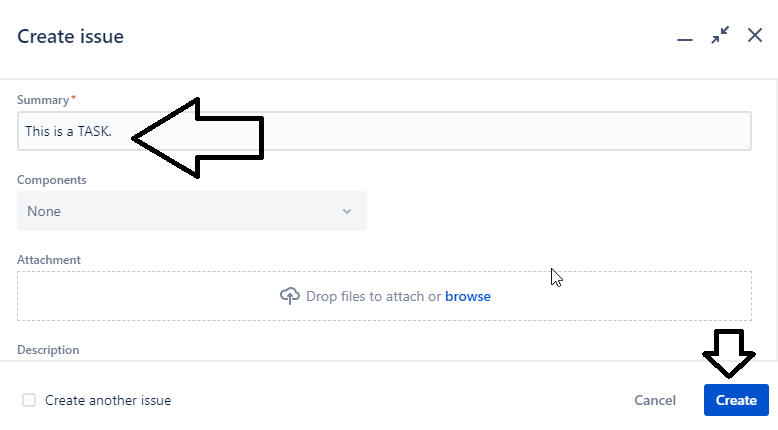 Create issue
Summary*
This is a TASK.
Components
None
Attachment
Drop files to attach or browse
Description
Create another issue
Cancel
Create